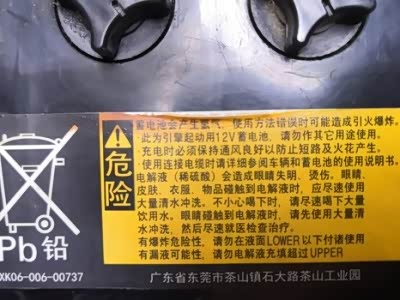 蓄电池会产生氢气，使用方法错误时可能造成引火爆炸。
·此为引擎起动用12V蓄电池，请勿作其它用途使用。
·充电时必须保持通风良好以防止短路及火花产生。
·使用连接电缆时请详细参阅车辆和蓄电池的使用说明书。
危险
电解液（稀硫酸）会造成眼睛失明、烫伤。眼睛、
皮肤、衣服、物品碰到电解液时，应尽速使用
大量清水冲洗。不小心喝下时，请尽速喝下大量
饮用水。眼睛碰触到电解液时，请使用大量清水
冲洗，然后尽速就医检查治疗。
有爆炸危险性，请勿在液面LOWER以下付诸使用
有漏液可能性，请勿电解液充填超过UPPER
Pb 铅
XK06-006-00737
广东省东莞市茶山镇石大路茶山工业园